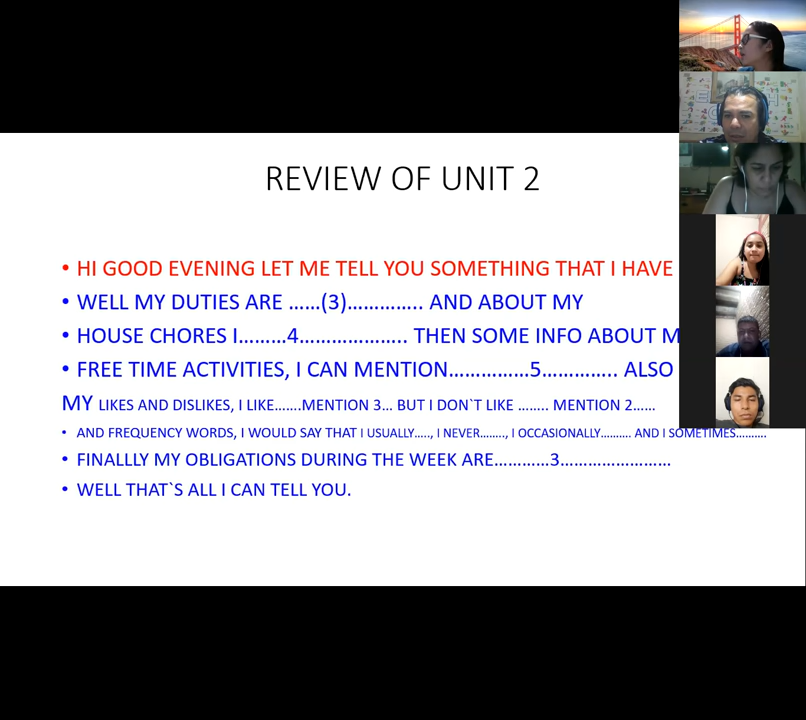 REVIEW OF UNIT 2
• HI GOOD EVENING LET ME TELL YOU SOMETHING THAT I HAVE
• WELL MY DUTIES ARE ……(3)………….. AND ABOUT MY
• HOUSE CHORES I………4……………….. THEN SOME INFO ABOUT M
• FREE TIME ACTIVITIES, I CAN MENTION……………5………….. ALSO
MY LIKES AND DISLIKES, I LIKE…….MENTION 3… BUT I DON`T LIKE …….. MENTION 2……
• AND FREQUENCY WORDS, I WOULD SAY THAT I USUALLY….., I NEVER…….., I OCCASIONALLY……… AND I SOMETIMES……….
• FINALLLY MY OBLIGATIONS DURING THE WEEK ARE…………3……………………
• WELL THAT`S ALL I CAN TELL YOU.